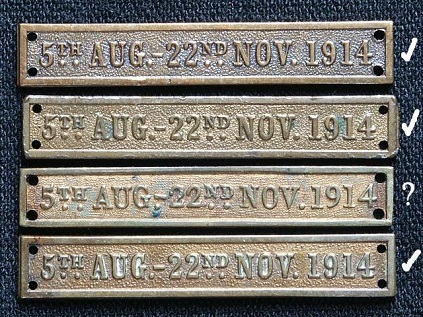 5TH AUG.-22ND NOV. 1914 ✓
5TH AUG.-22ND NOV. 1914 ✓
5TH AUG-22ND NOV. 1914 ?
5TH AUG.-22ND NOV. 1914 ✓